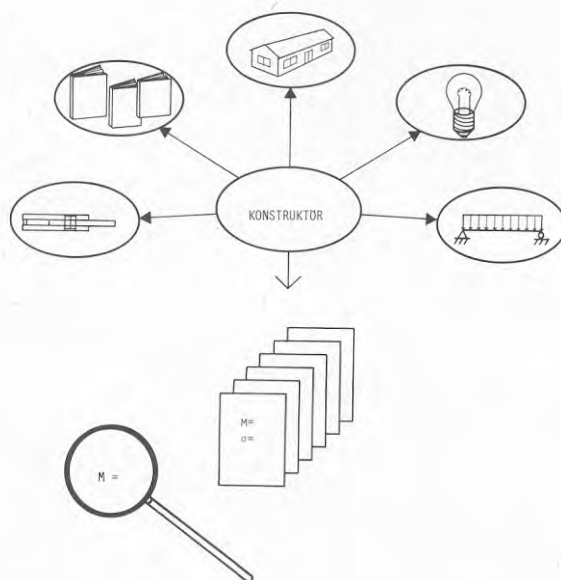 KONSTRUKTÖR
M=
σ=
M =